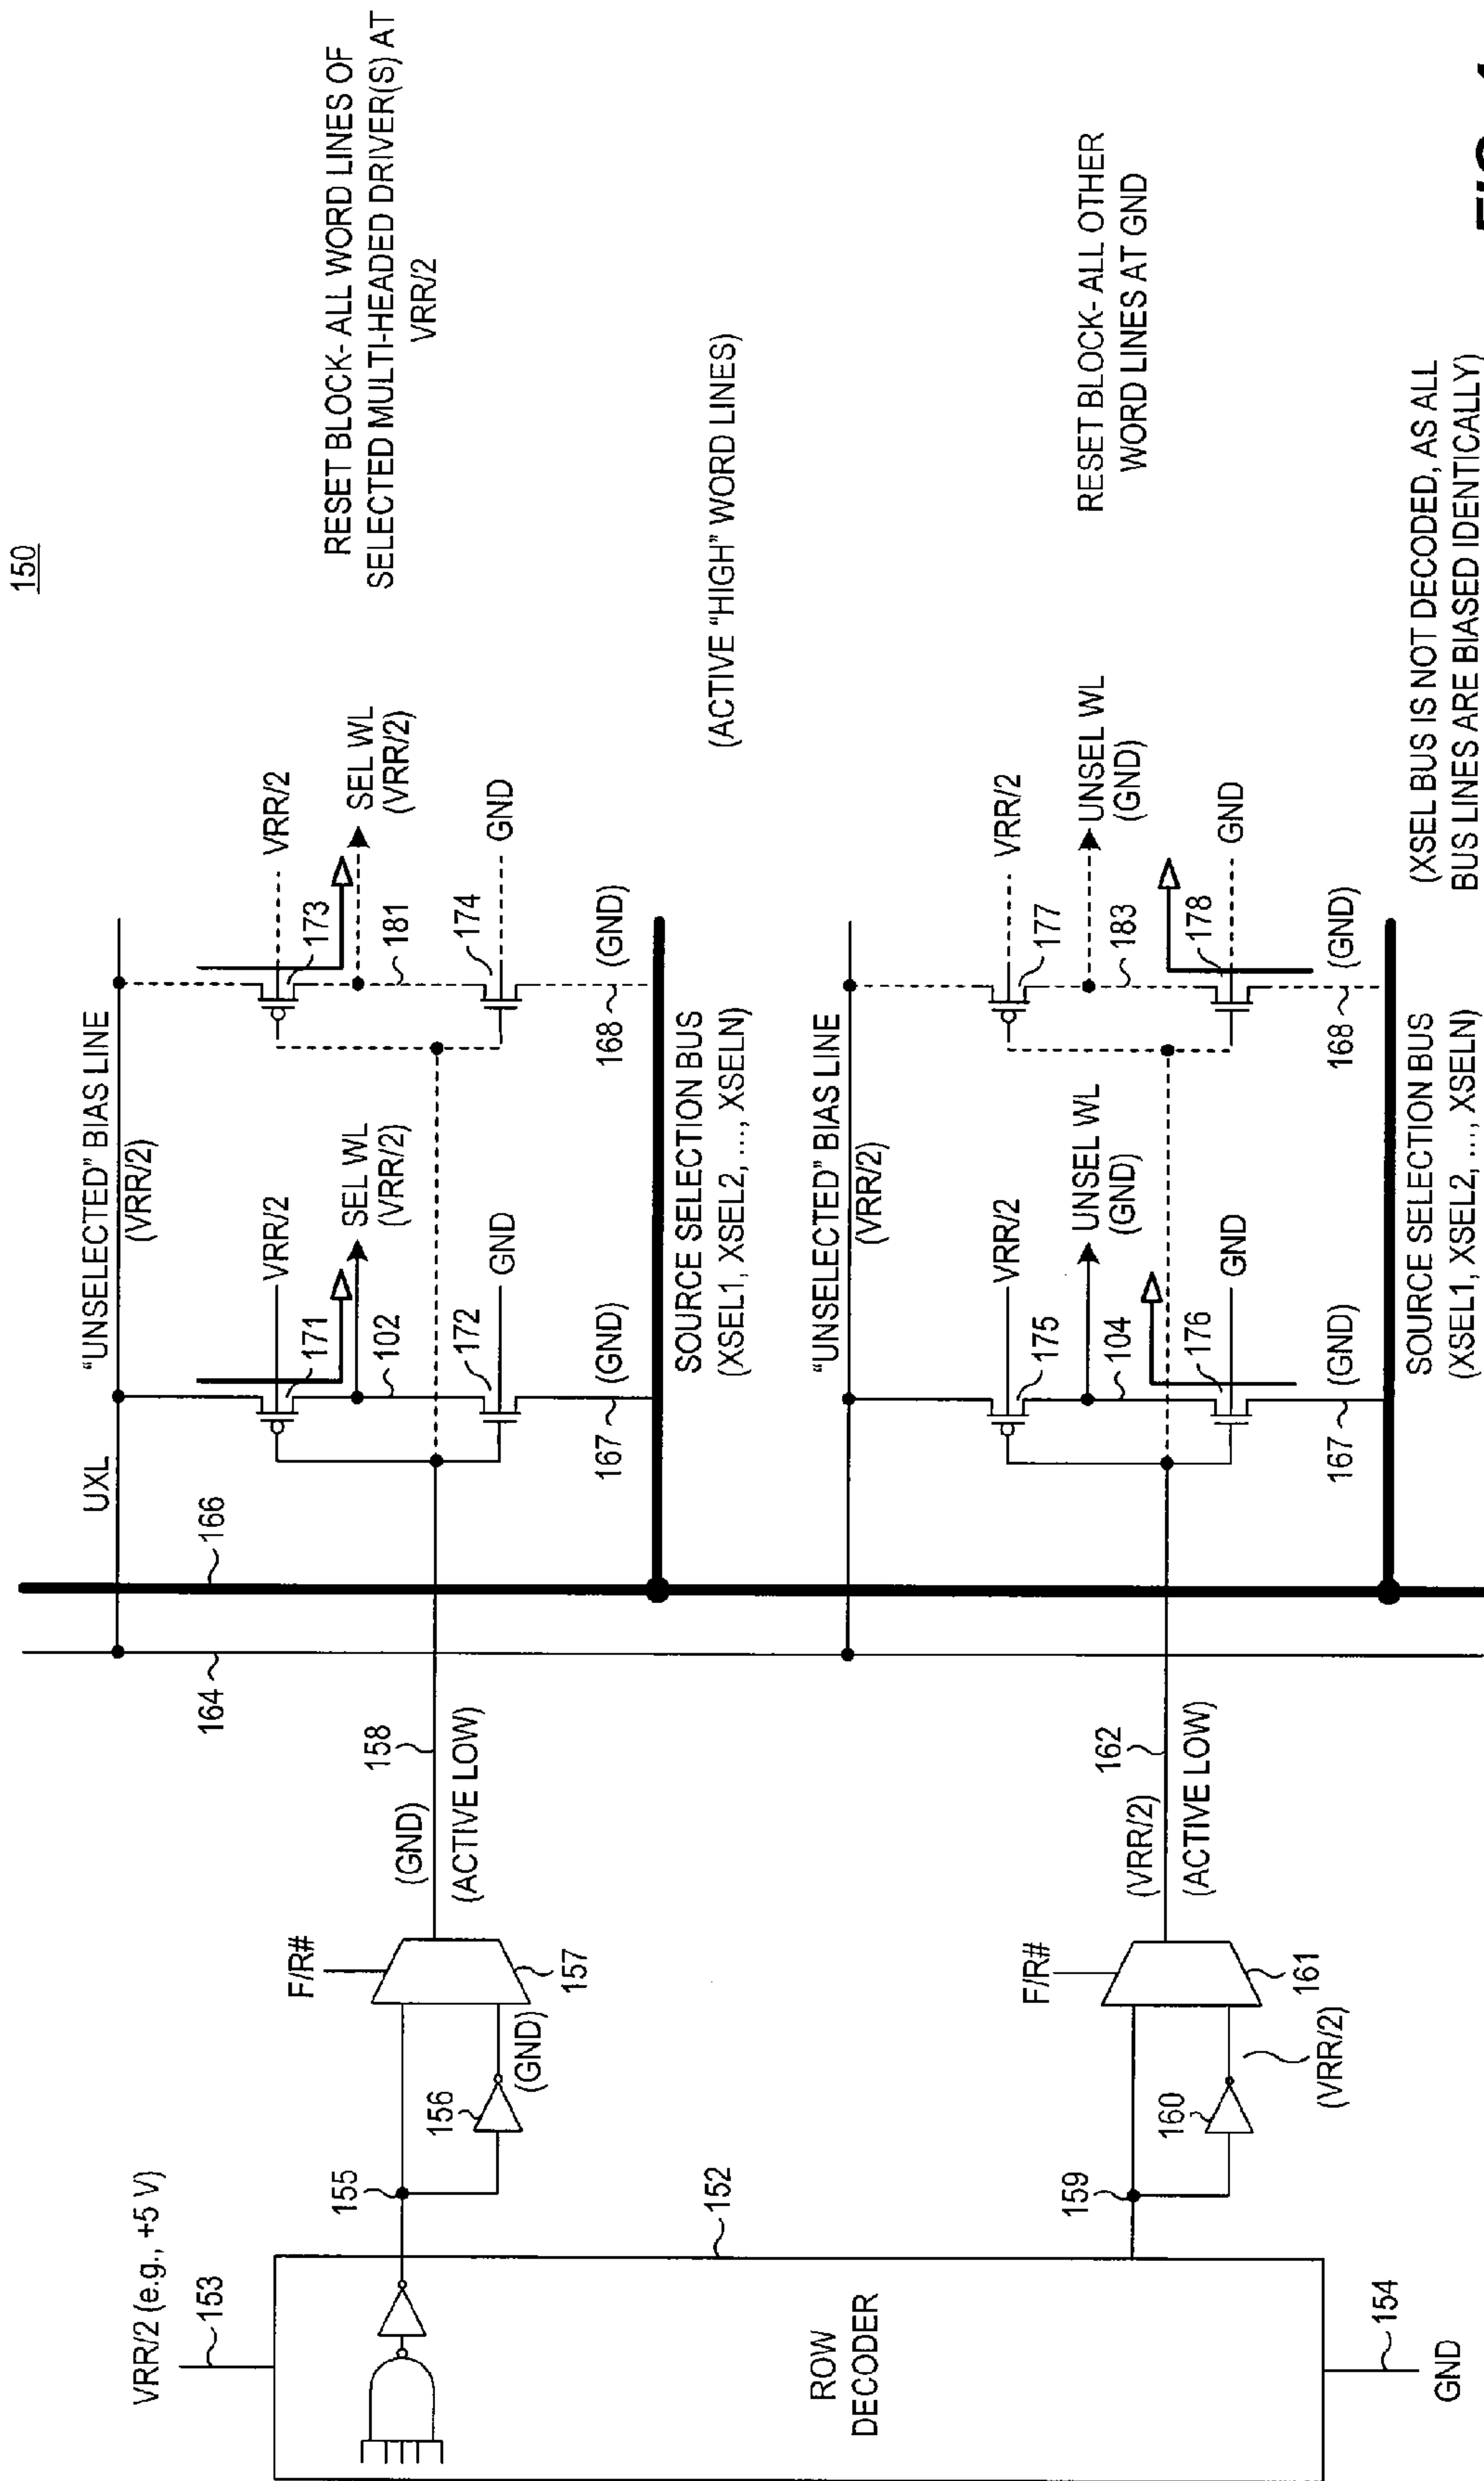 150
RESET BLOCK- ALL WORD LINES OF
SELECTED MULTI-HEADED DRIVER(S) AT
VRR/2
(ACTIVE "HIGH" WORD LINES)
RESET BLOCK- ALL OTHER
WORD LINES AT GND
(XSEL BUS IS NOT DECODED, AS ALL
BUS LINES ARE BIASED IDENTICALLY)
VRR/2 (e.g., +5 V)
153
ROW
DECODER
152
154
GND
155
156
(GND)
F/R#
157
(GND)
158
(ACTIVE LOW)
159
160
(VRR/2)
F/R#
161
(VRR/2)
162
(ACTIVE LOW)
164
166
UXL
"UNSELECTED" BIAS LINE
(VRR/2)
VRR/2
171
SEL WL
(VRR/2)
102
172
GND
167
(GND)
VRR/2
173
SEL WL
(VRR/2)
181
174
GND
168
(GND)
SOURCE SELECTION BUS
(XSEL1, XSEL2, ..., XSELN)
"UNSELECTED" BIAS LINE
(VRR/2)
VRR/2
175
UNSEL WL
(GND)
104
176
GND
167
(GND)
VRR/2
177
UNSEL WL
(GND)
183
178
GND
168
(GND)
SOURCE SELECTION BUS
(XSEL1, XSEL2, ..., XSELN)